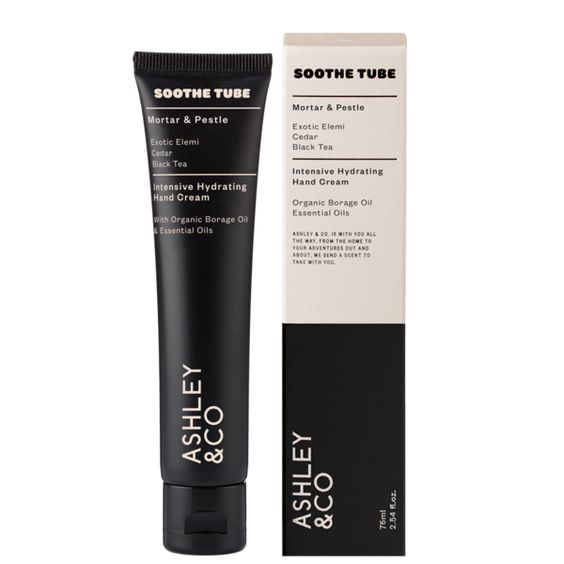 SOOTHE TUBE
Mortar & Pestle
Exotic Elemi
Cedar
Black Tea
Intensive Hydrating
Hand Cream
With Organic Borage Oil
& Essential Oils
ASHLEY
&CO
SOOTHE TUBE
Mortar & Pestle
Exotic Elemi
Cedar
Black Tea
Intensive Hydrating
Hand Cream
Organic Borage Oil
Essential Oils
ASHLEY & CO. IS WITH YOU ALL
THE WAY. FROM THE HOME TO
YOUR ADVENTURES OUT AND
ABOUT, WE SEND A SCENT TO
TAKE WITH YOU.
ASHLEY
&CO
75ml
2.54 fl.oz.